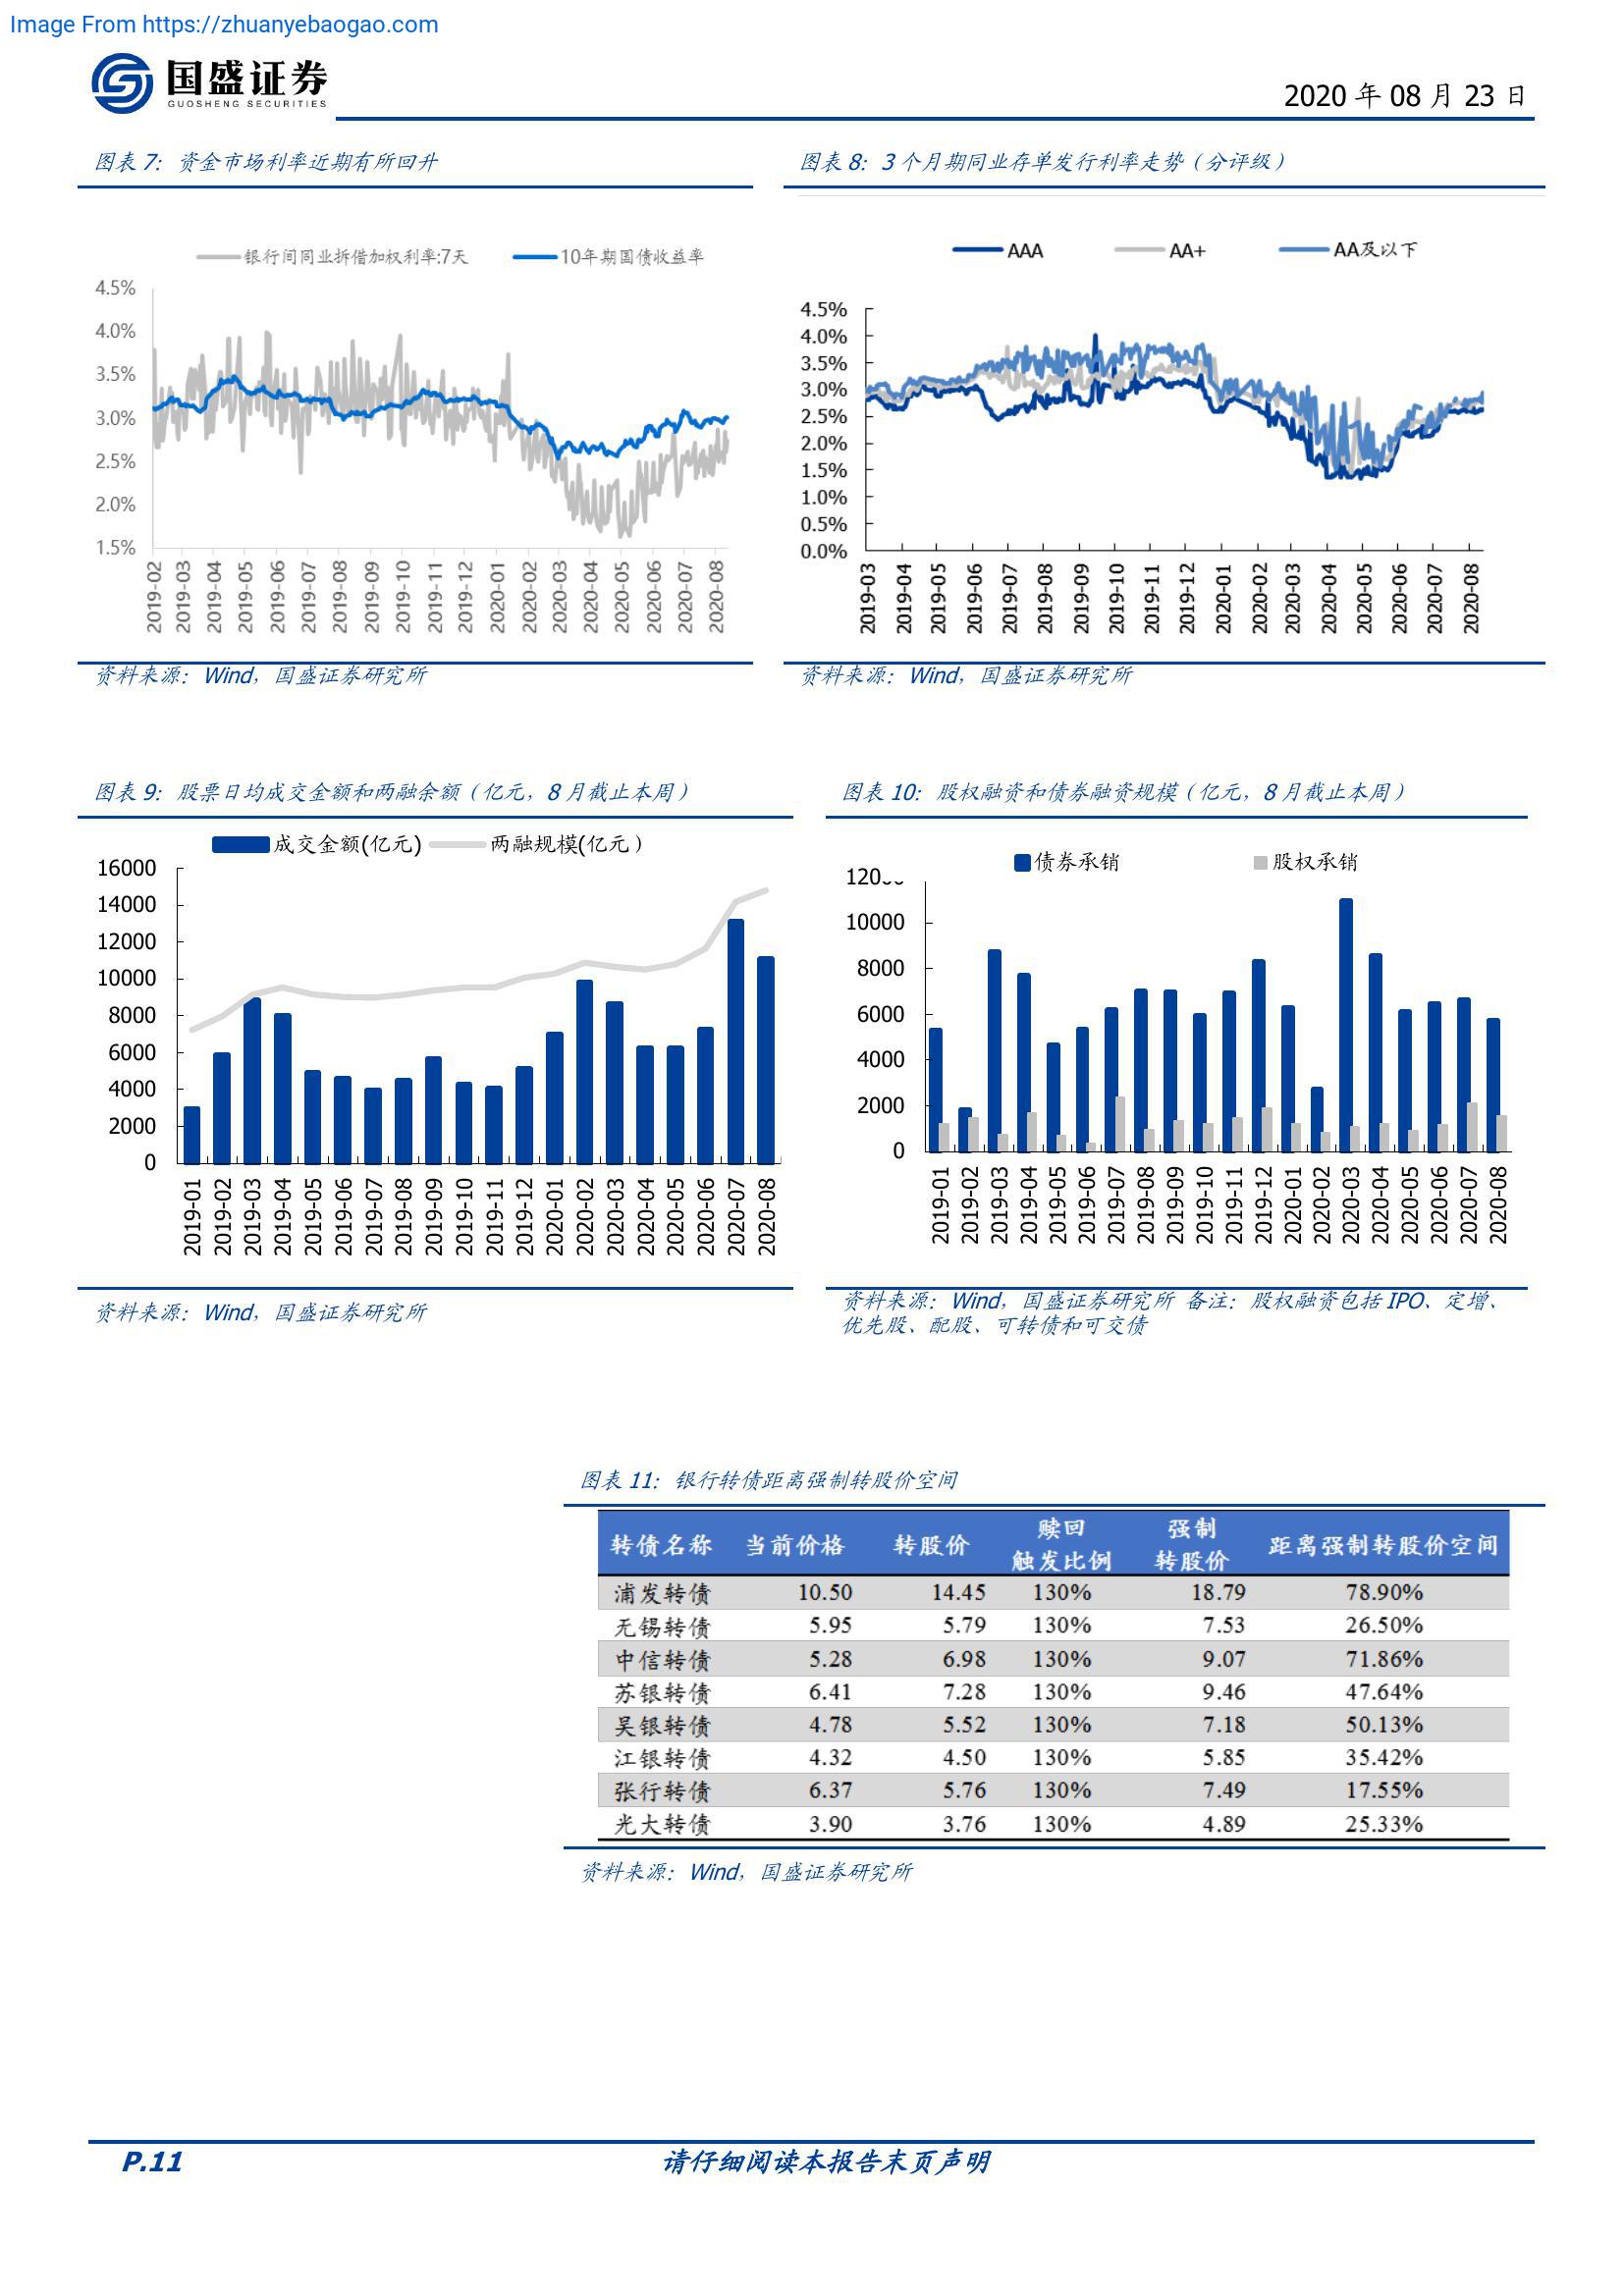 Image From https://zhuanyebaogao.com
国盛证券
GUOSHENG SECURITIES
2020 年 08 月 23 日
图表 7：资金市场利率近期有所回升
银行间同业拆借加权利率:7天 10年期国债收益率
4.5%
4.0%
3.5%
3.0%
2.5%
2.0%
1.5%
2019-02 2019-03 2019-04 2019-05 2019-06 2019-07 2019-08 2019-09 2019-10 2019-11 2019-12 2020-01 2020-02 2020-03 2020-04 2020-05 2020-06 2020-07 2020-08
资料来源：Wind，国盛证券研究所
图表 8：3 个月期同业存单发行利率走势（分评级）
AAA AA+ AA及以下
4.5%
4.0%
3.5%
3.0%
2.5%
2.0%
1.5%
1.0%
0.5%
0.0%
2019-03 2019-04 2019-05 2019-06 2019-07 2019-08 2019-09 2019-10 2019-11 2019-12 2020-01 2020-02 2020-03 2020-04 2020-05 2020-06 2020-07 2020-08
资料来源：Wind，国盛证券研究所
图表 9：股票日均成交金额和两融余额（亿元，8 月截止本周）
成交金额(亿元) 两融规模(亿元）
16000
14000
12000
10000
8000
6000
4000
2000
0
2019-01 2019-02 2019-03 2019-04 2019-05 2019-06 2019-07 2019-08 2019-09 2019-10 2019-11 2019-12 2020-01 2020-02 2020-03 2020-04 2020-05 2020-06 2020-07 2020-08
资料来源：Wind，国盛证券研究所
图表 10：股权融资和债券融资规模（亿元，8 月截止本周）
债券承销 股权承销
10000
8000
6000
4000
2000
0
2019-01 2019-02 2019-03 2019-04 2019-05 2019-06 2019-07 2019-08 2019-09 2019-10 2019-11 2019-12 2020-01 2020-02 2020-03 2020-04 2020-05 2020-06 2020-07 2020-08
资料来源：Wind，国盛证券研究所 备注：股权融资包括 IPO、定增、
优先股、配股、可转债和可交债
图表 11：银行转债距离强制转股价空间
转债名称 当前价格 转股价 赎回触发比例 强制转股价 距离强制转股价空间
浦发转债 10.50 14.45 130% 18.79 78.90%
无锡转债 5.95 5.79 130% 7.53 26.50%
中信转债 5.28 6.98 130% 9.07 71.86%
苏银转债 6.41 7.28 130% 9.46 47.64%
吴银转债 4.78 5.52 130% 7.18 50.13%
江银转债 4.32 4.50 130% 5.85 35.42%
张行转债 6.37 5.76 130% 7.49 17.55%
光大转债 3.90 3.76 130% 4.89 25.33%
资料来源：Wind，国盛证券研究所
P.11
请仔细阅读本报告末页声明